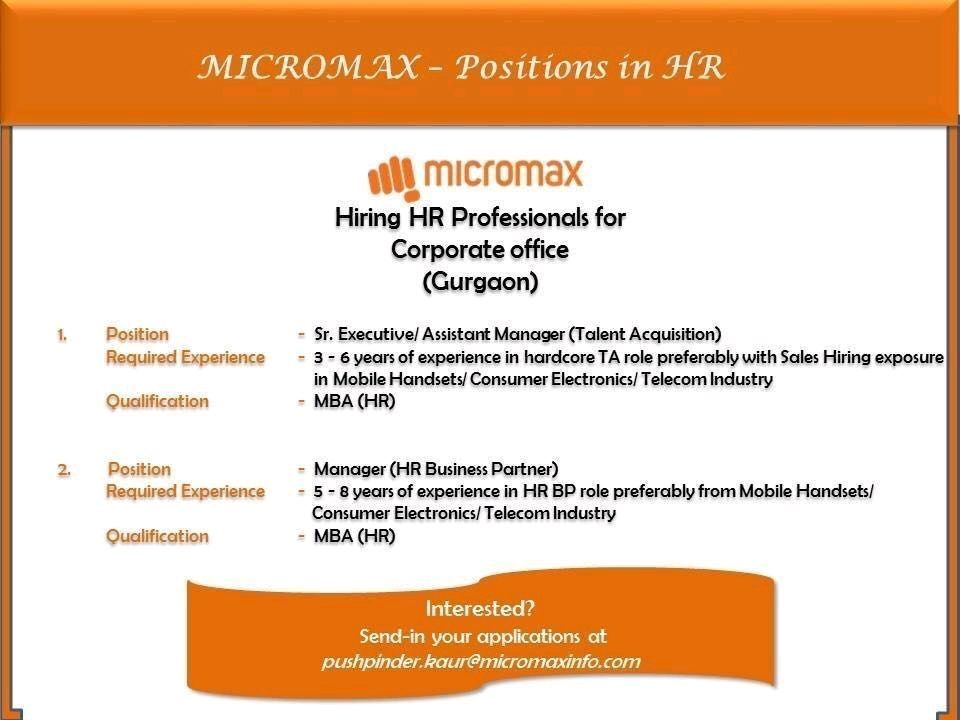 MICROMAX – Positions in HR
micromax
Hiring HR Professionals for
Corporate office
(Gurgaon)
1. Position - Sr. Executive/ Assistant Manager (Talent Acquisition)
Required Experience - 3 - 6 years of experience in hardcore TA role preferably with Sales Hiring exposure
in Mobile Handsets/ Consumer Electronics/ Telecom Industry
Qualification - MBA (HR)
2. Position - Manager (HR Business Partner)
Required Experience - 5 - 8 years of experience in HR BP role preferably from Mobile Handsets/
Consumer Electronics/ Telecom Industry
Qualification - MBA (HR)
Interested?
Send-in your applications at
pushpinder.kaur@micromaxinfo.com